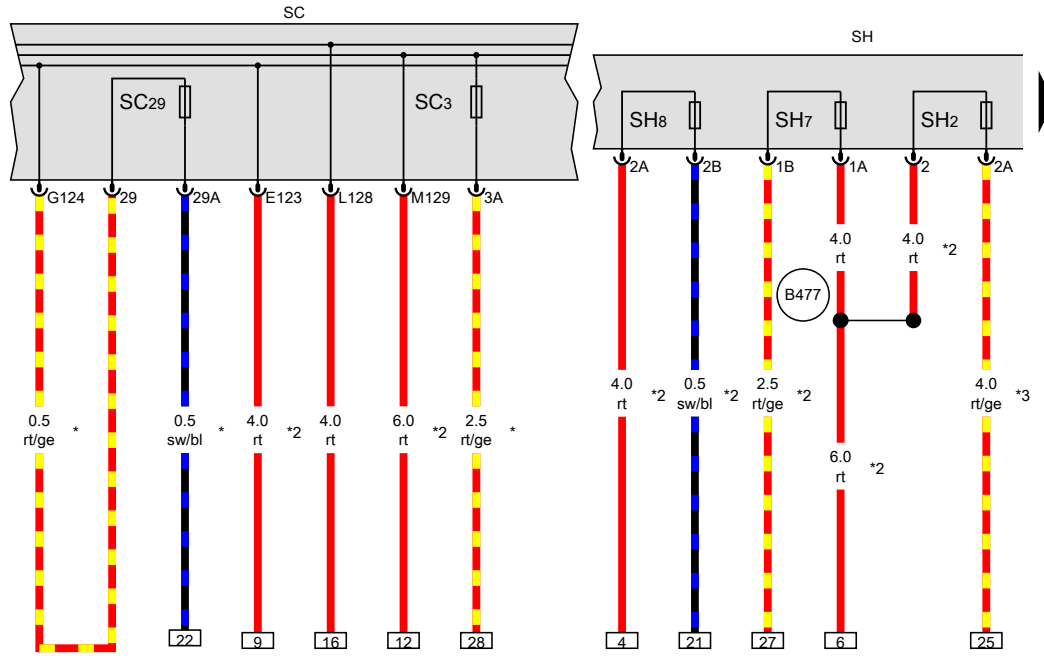 SC
SH
SC29
SC3
SH8
SH7
SH2
G124
29
29A
E123
L128
M129
3A
2A
2B
1B
1A
2
2A
4.0
rt
4.0
rt
*2
B477
0.5
rt/ge
*
0.5
sw/bl
*
4.0
rt
*2
4.0
rt
6.0
rt
*2
2.5
rt/ge
*
4.0
rt
*2
0.5
sw/bl
*2
2.5
rt/ge
*2
4.0
rt/ge
*3
6.0
rt
*2
22
9
16
12
28
4
21
27
6
25